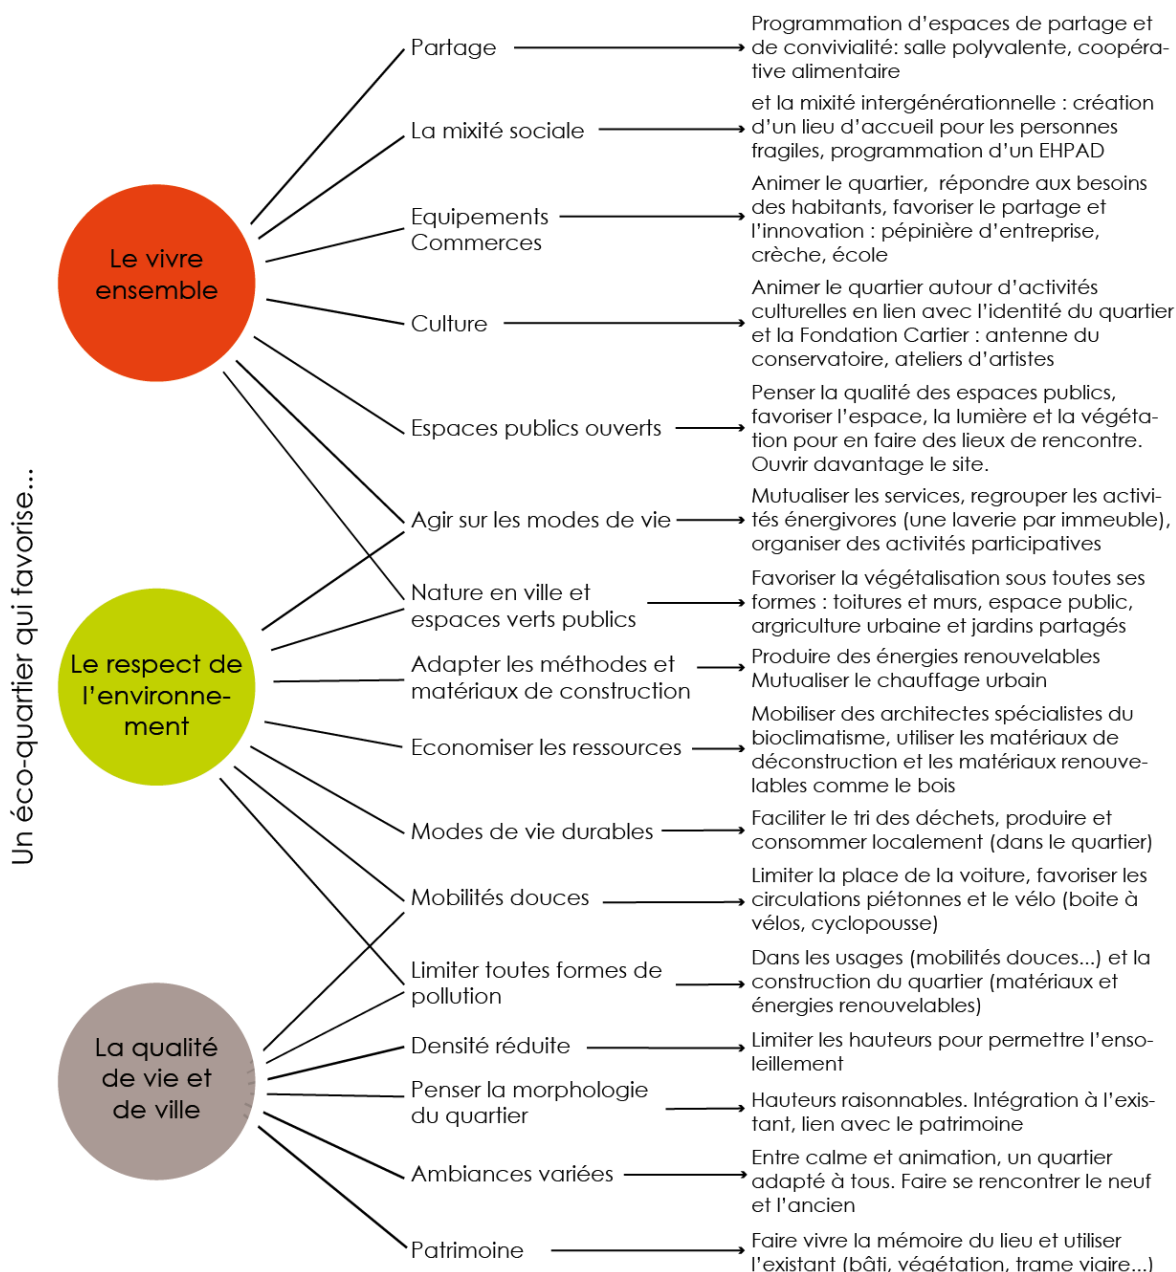 Un éco-quartier qui favorise...
Le vivre
ensemble
Partage
Programmation d'espaces de partage et
de convivialité: salle polyvalente, coopéra-
tive alimentaire
La mixité sociale
et la mixité intergénérationnelle : création
d'un lieu d'accueil pour les personnes
fragiles, programmation d'un EHPAD
Equipements
Commerces
Animer le quartier, répondre aux besoins
des habitants, favoriser le partage et
l'innovation : pépinière d'entreprise,
crèche, école
Culture
Animer le quartier autour d'activités
culturelles en lien avec l'identité du quartier
et la Fondation Cartier : antenne du
conservatoire, ateliers d'artistes
Espaces publics ouverts
Penser la qualité des espaces publics,
favoriser l'espace, la lumière et la végéta-
tion pour en faire des lieux de rencontre.
Ouvrir davantage le site.
Agir sur les modes de vie
Mutualiser les services, regrouper les activi-
tés énergivores (une laverie par immeuble),
organiser des activités participatives
Le respect de
l'environne-
ment
Nature en ville et
espaces verts publics
Favoriser la végétalisation sous toutes ses
formes : toitures et murs, espace public,
argriculture urbaine et jardins partagés
Adapter les méthodes et
matériaux de construction
Produire des énergies renouvelables
Mutualiser le chauffage urbain
Economiser les ressources
Mobiliser des architectes spécialistes du
bioclimatisme, utiliser les matériaux de
déconstruction et les matériaux renouve-
lables comme le bois
Modes de vie durables
Faciliter le tri des déchets, produire et
consommer localement (dans le quartier)
Mobilités douces
Limiter la place de la voiture, favoriser les
circulations piétonnes et le vélo (boite à
vélos, cyclopousse)
Limiter toutes formes de
pollution
Dans les usages (mobilités douces...) et la
construction du quartier (matériaux et
énergies renouvelables)
La qualité
de vie et
de ville
Densité réduite
Limiter les hauteurs pour permettre l'enso-
leillement
Penser la morphologie
du quartier
Hauteurs raisonnables. Intégration à l'exis-
tant, lien avec le patrimoine
Ambiances variées
Entre calme et animation, un quartier
adapté à tous. Faire se rencontrer le neuf
et l'ancien
Patrimoine
Faire vivre la mémoire du lieu et utiliser
l'existant (bâti, végétation, trame viaire...)